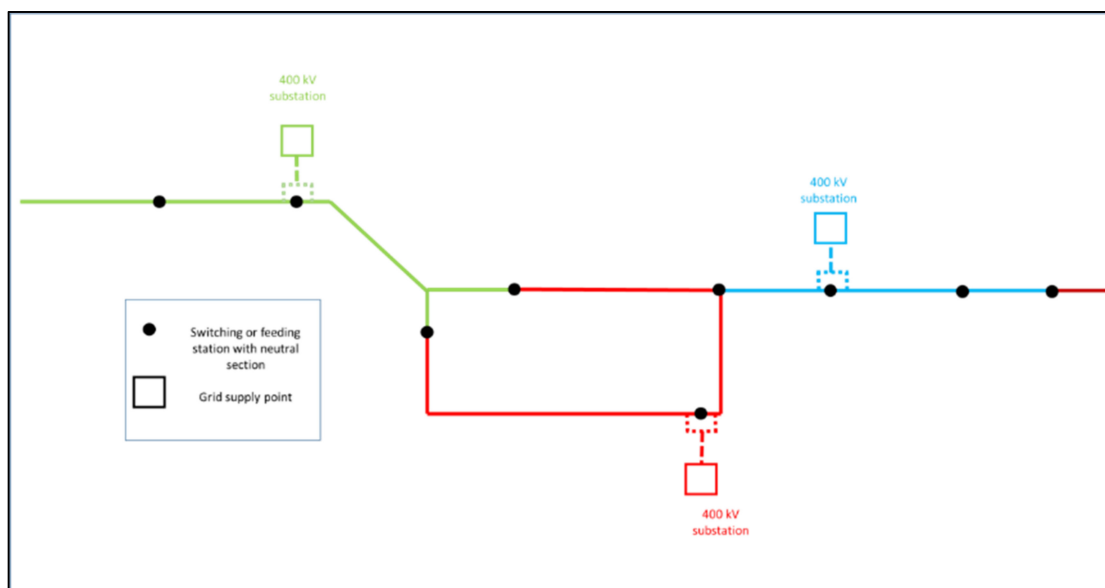 400 kV
substation
400 kV
substation
Switching or feeding
station with neutral
section
Grid supply point
400 kV
substation